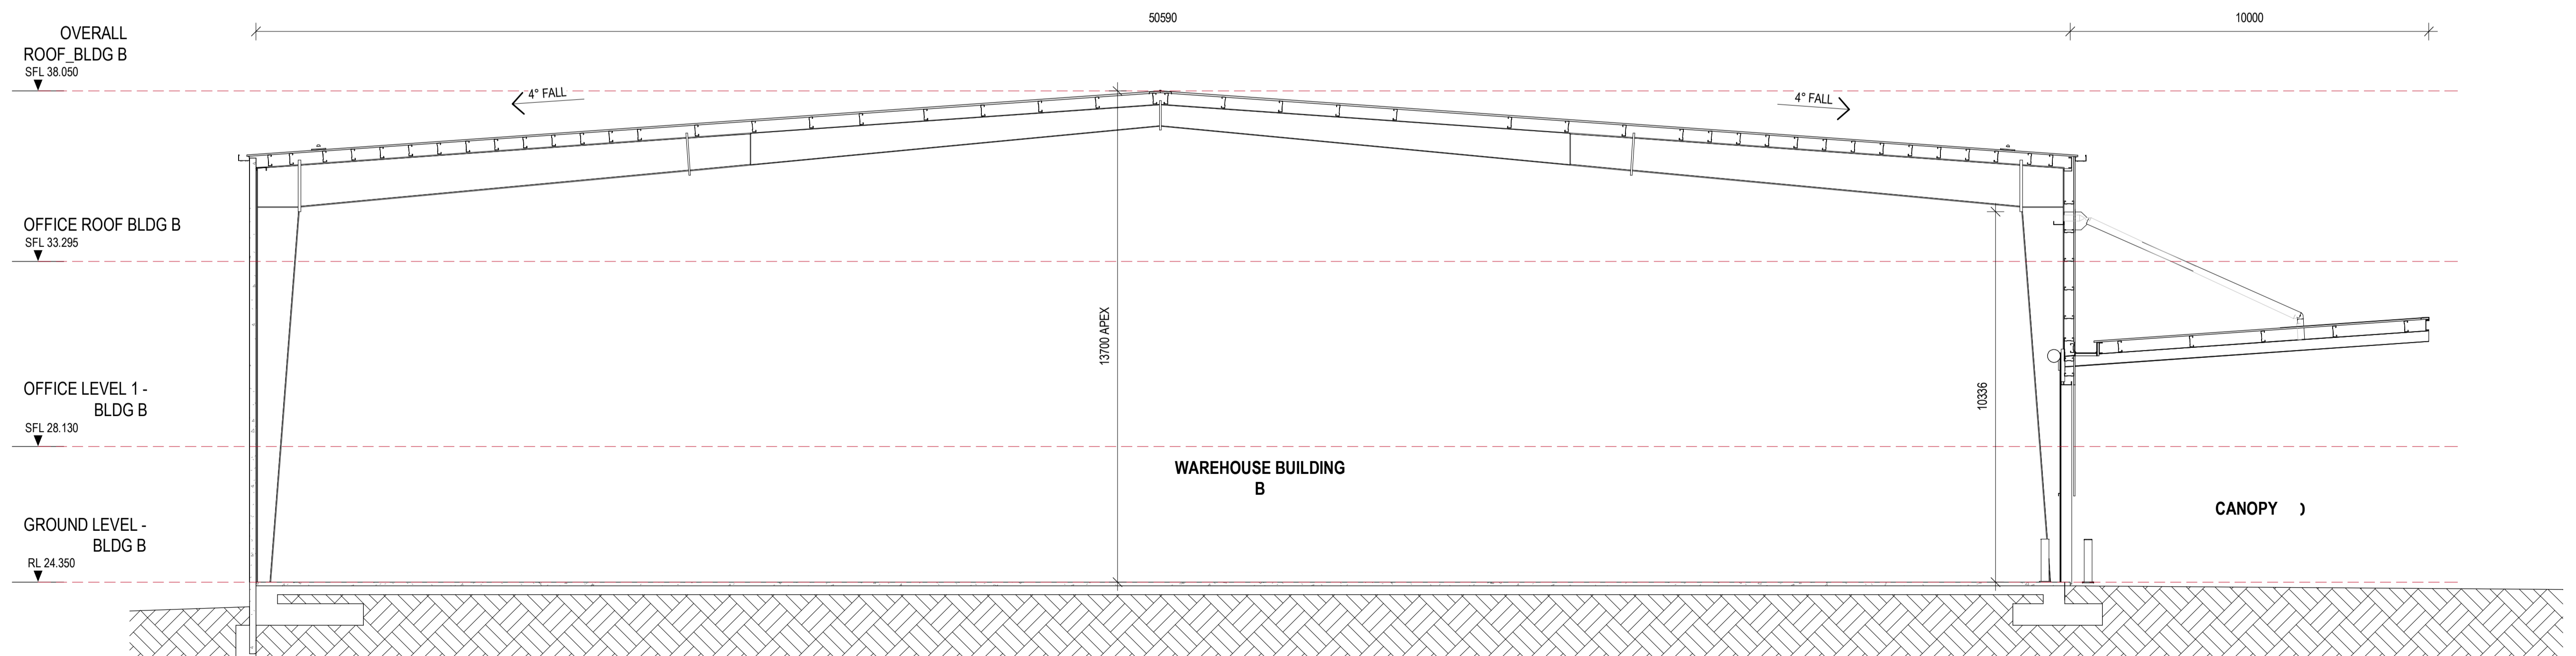 50590
10000
OVERALL
ROOF_BLDG B
SFL 38.050
4° FALL
4° FALL
OFFICE ROOF BLDG B
SFL 33.295
13700 APEX
10336
OFFICE LEVEL 1 -
BLDG B
SFL 28.130
WAREHOUSE BUILDING
B
CANOPY
GROUND LEVEL -
BLDG B
RL 24.350